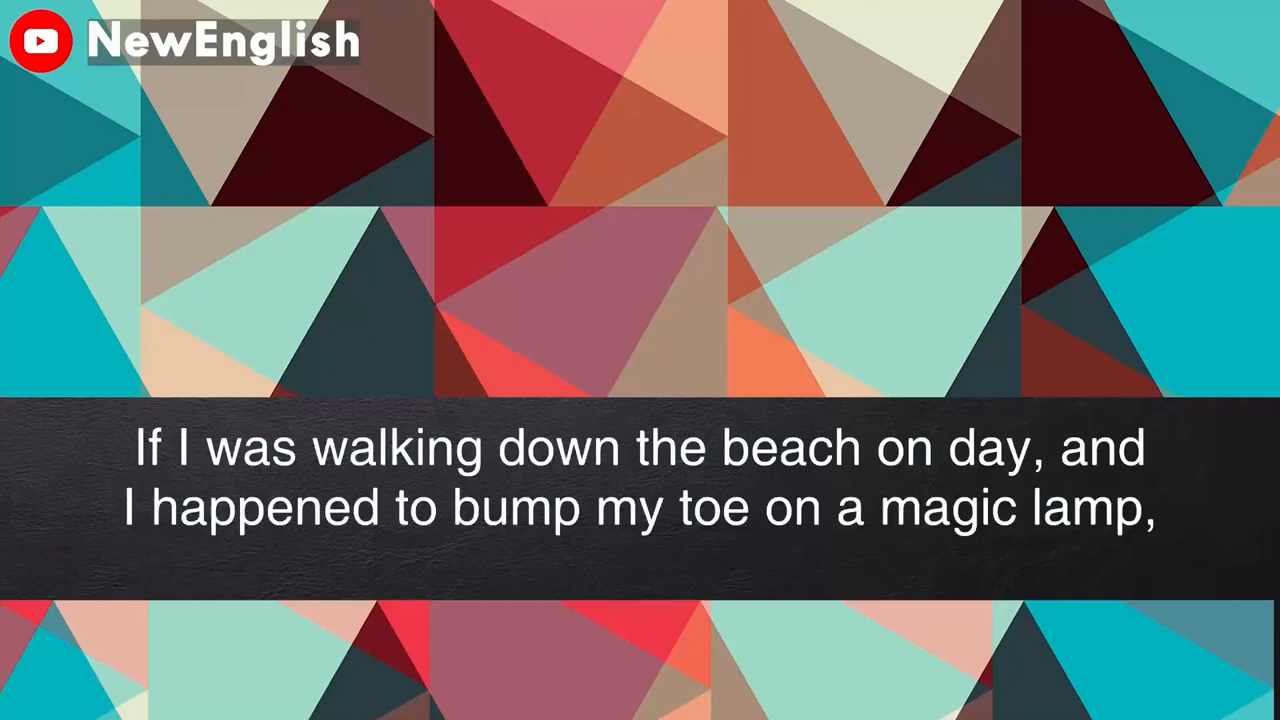 NewEnglish
If I was walking down the beach on day, and
I happened to bump my toe on a magic lamp,